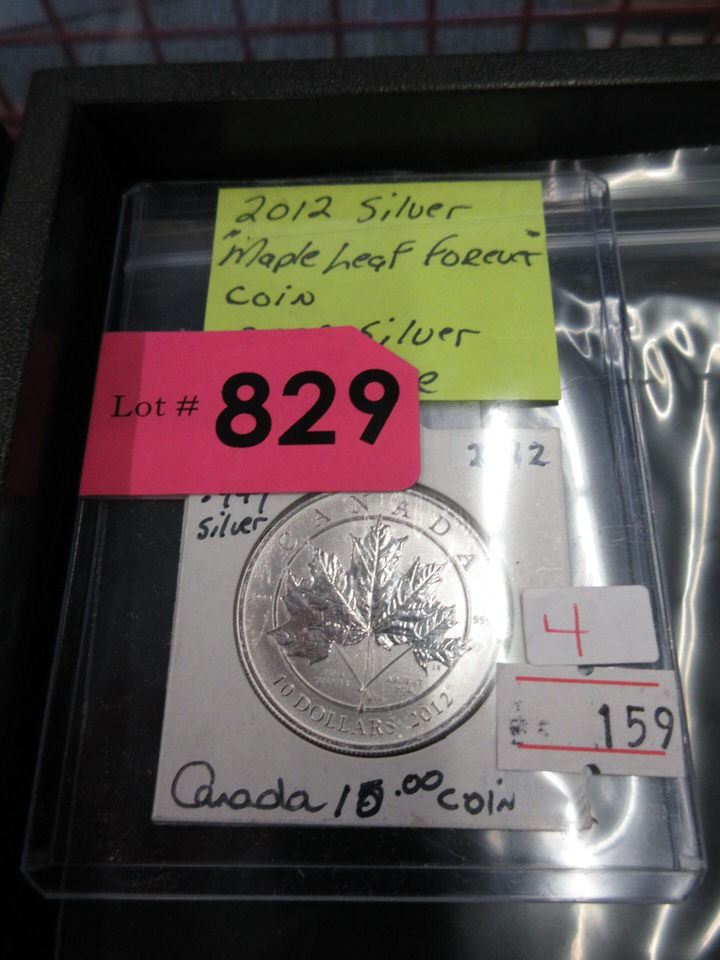 2012 Silver
"Maple Leaf Forever"
Coin
Silver
Lot # 829
2012
silver
CANADA
10 DOLLARS 2012
4
159
Canada 10.00 COIN